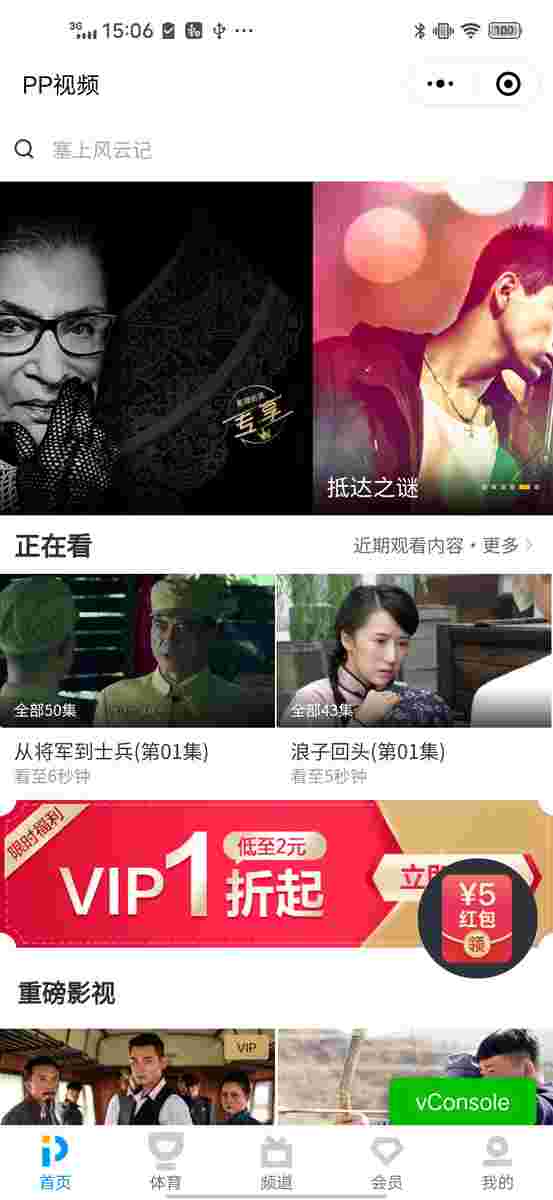 3G 15:06 100
PP视频
塞上风云记
专享
抵达之谜
正在看
近期观看内容·更多
全部50集
全部43集
从将军到士兵(第01集)
浪子回头(第01集)
看至6秒钟
看至5秒钟
限时福利
VIP1折起
低至2元
立即
¥5
红包
领
重磅影视
VIP
vConsole
首页
体育
频道
会员
我的